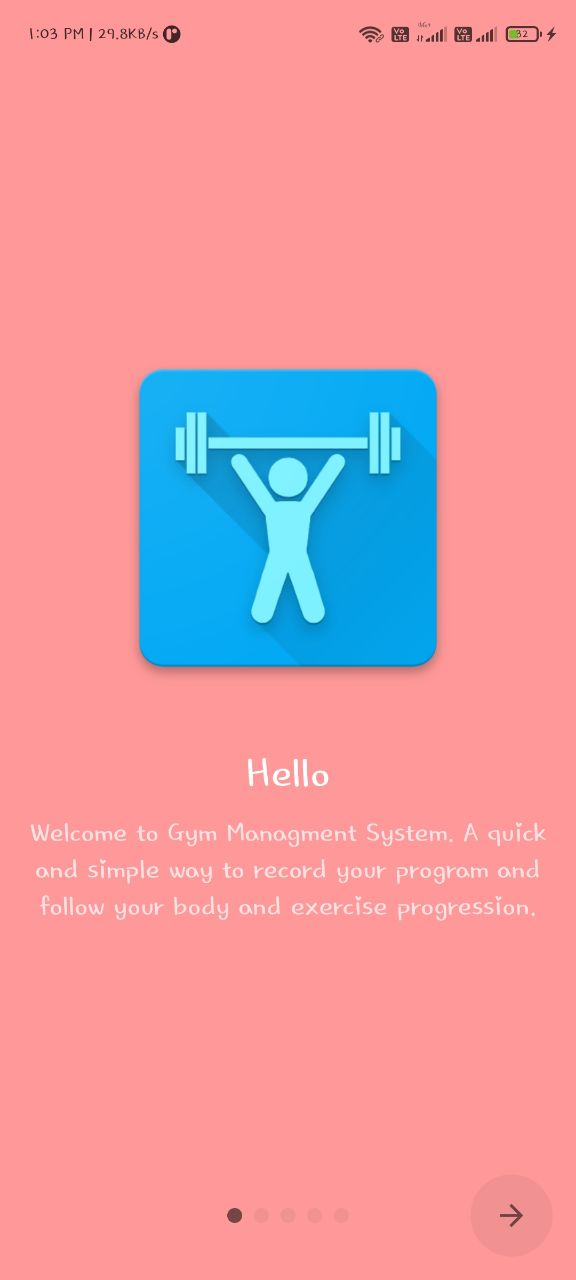 1:03 PM | 29.8KB/s
Vo LTE
Vo LTE
32
Hello
Welcome to Gym Managment System. A quick
and simple way to record your program and
follow your body and exercise progression.